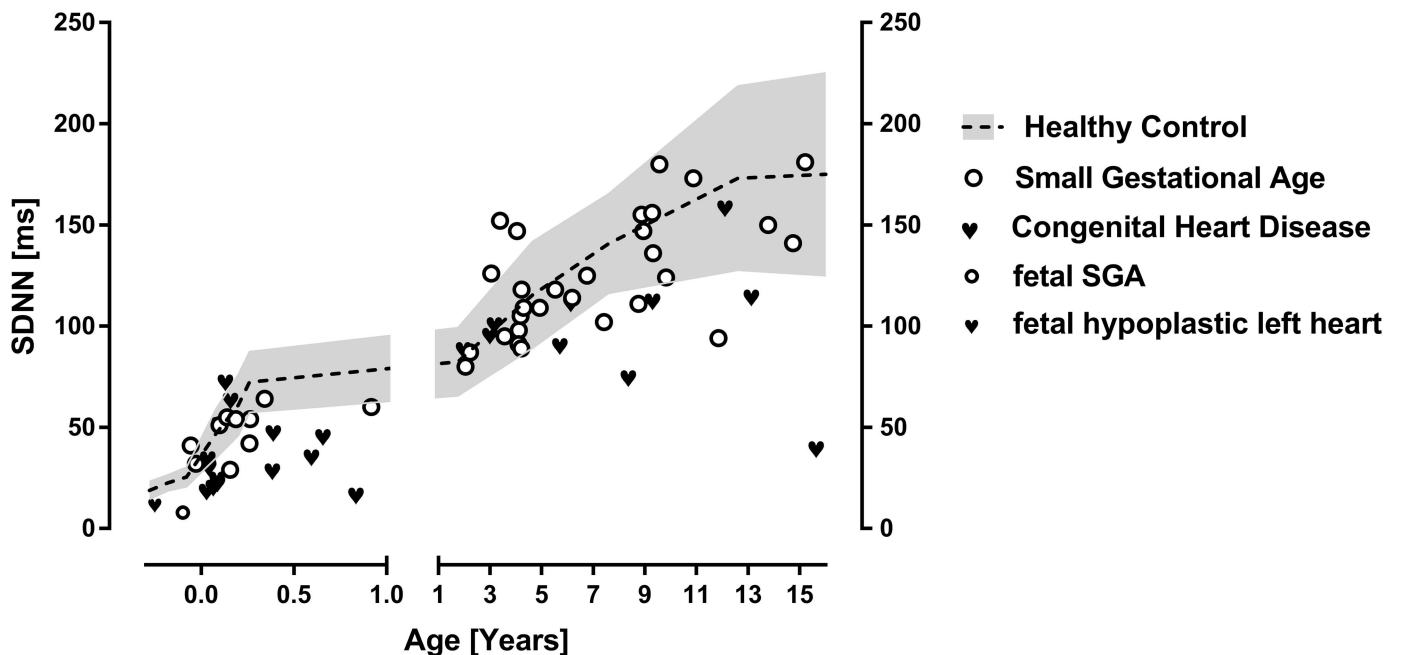 250 250
200 200
150 150
100 100
50 50
0 0
SDNN [ms]
0.0 0.5 1.0 1 3 5 7 9 11 13 15
Age [Years]
Healthy Control
Small Gestational Age
Congenital Heart Disease
fetal SGA
fetal hypoplastic left heart